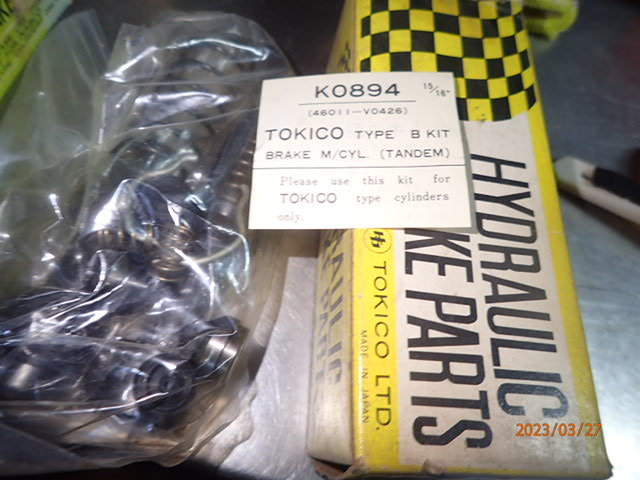 K0894 15/16"
(46011-V0426)
TOKICO TYPE B KIT
BRAKE M/CYL. (TANDEM)
Please use this kit for
TOKICO type cylinders
only.
HYDRAULIC
KE PARTS
TOKICO LTD.
MADE IN JAPAN
2023/03/27